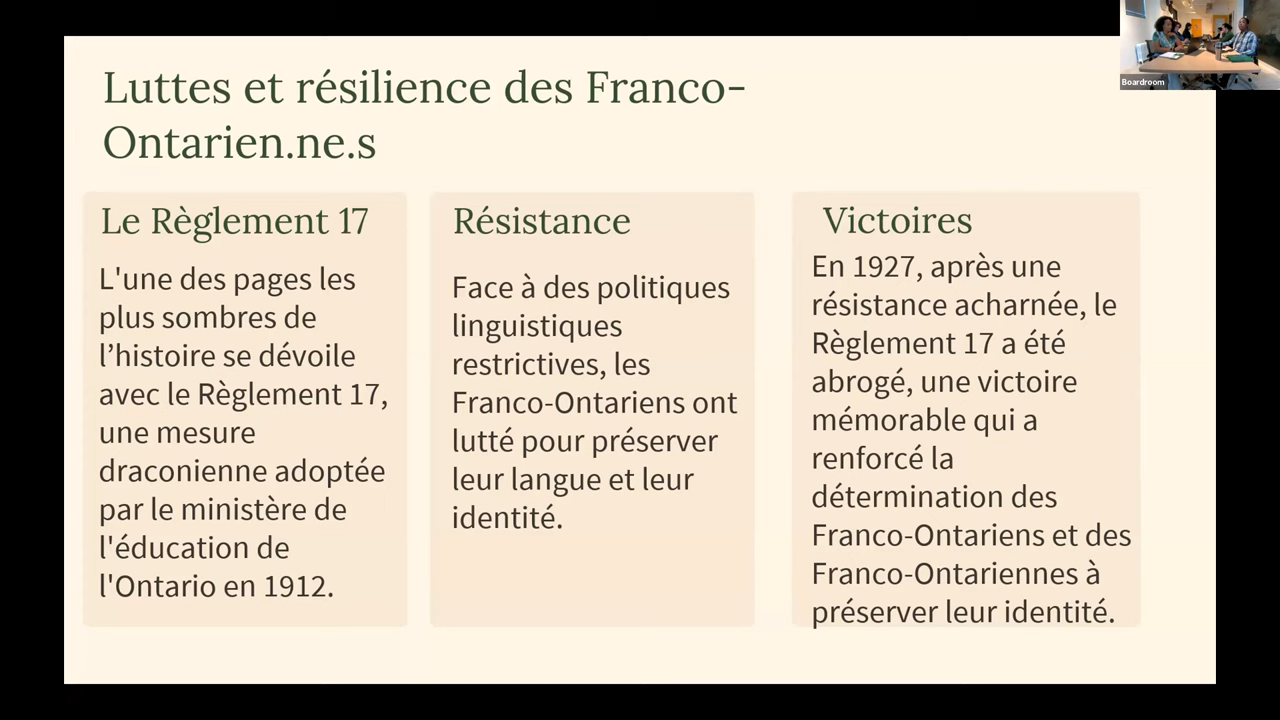 Luttes et résilience des Franco-
Ontarien.ne.s
Le Règlement 17
L'une des pages les
plus sombres de
l’histoire se dévoile
avec le Règlement 17,
une mesure
draconienne adoptée
par le ministère de
l'éducation de
l'Ontario en 1912.
Résistance
Face à des politiques
linguistiques
restrictives, les
Franco-Ontariens ont
lutté pour préserver
leur langue et leur
identité.
Victoires
En 1927, après une
résistance acharnée, le
Règlement 17 a été
abrogé, une victoire
mémorable qui a
renforcé la
détermination des
Franco-Ontariens et des
Franco-Ontariennes à
préserver leur identité.
Boardroom